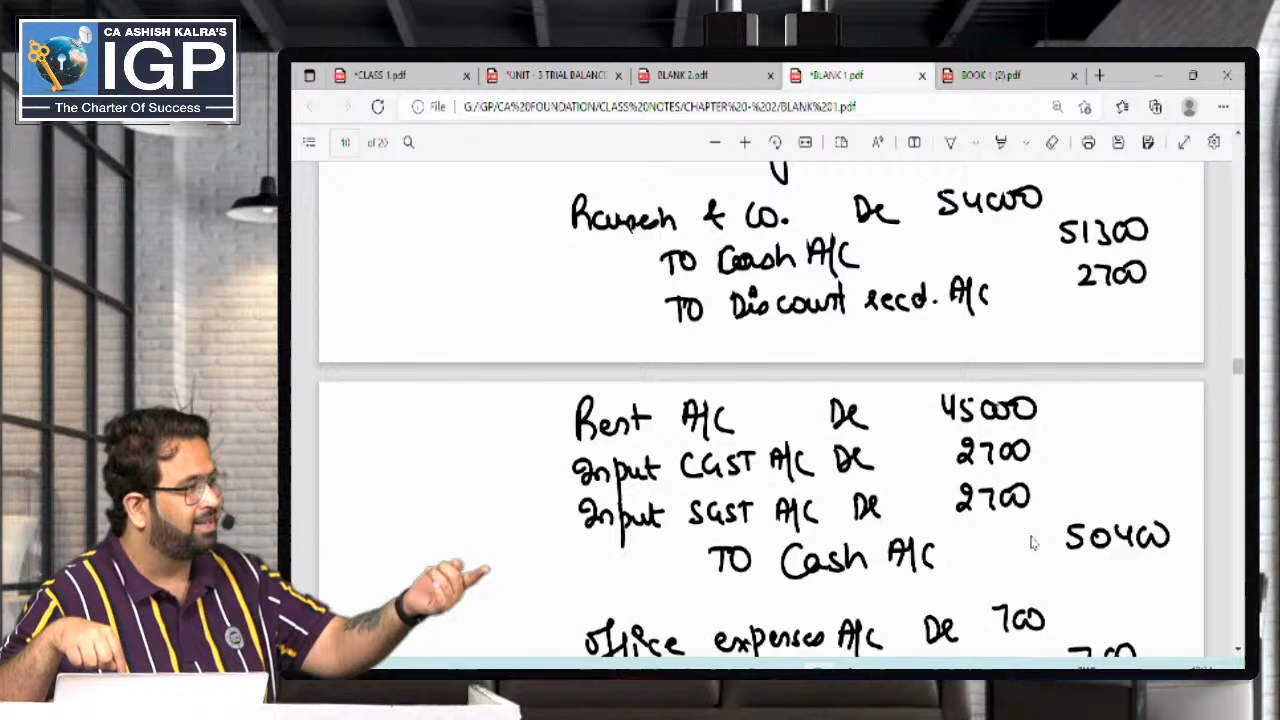 CA ASHISH KALRA'S
IGP
The Charter Of Success
*CLASS 1.pdf
*UNIT - 3 TRIAL BALANCE
BLANK 2.pdf
*BLANK 1.pdf
BOOK 1 (2).pdf
File G:/IGP/CA%20FOUNDATION/CLASS%20NOTES/CHAPTER%20-%202/BLANK%201.pdf
10 of 20
Ramesh & Co. Dr 54000
TO Cash A/C 51300
TO Discount recd. A/C 2700
Rent A/C Dr 45000
Input CGST A/C Dr 2700
Input SGST A/C Dr 2700
TO Cash A/C 50400
office expenses A/C Dr 700
700